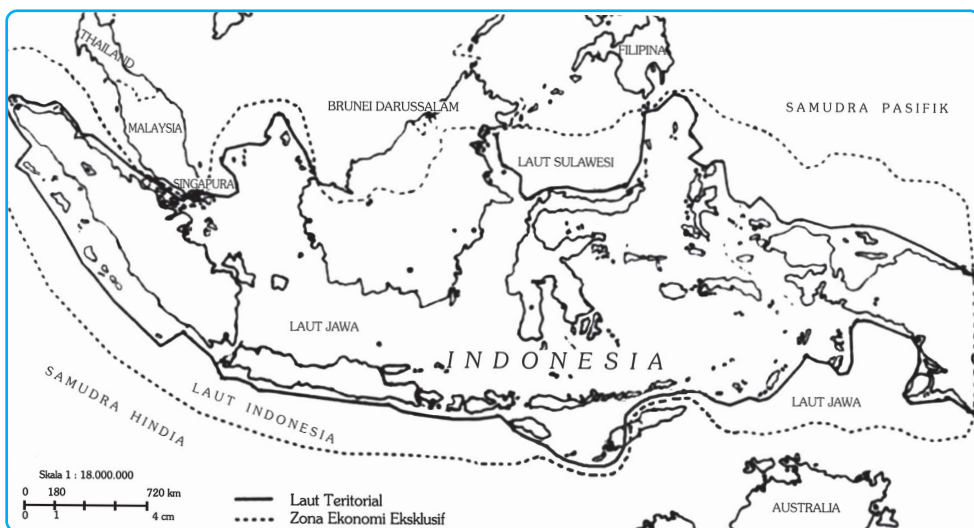 THAILAND
FILIPINA
BRUNEI DARUSSALAM
SAMUDRA PASIFIK
MALAYSIA
LAUT SULAWESI
SINGAPURA
LAUT JAWA
INDONESIA
LAUT JAWA
SAMUDRA HINDIA
LAUT INDONESIA
Skala 1 : 18.000.000
0 180 720 km
0 1 4 cm
Laut Teritorial
Zona Ekonomi Eksklusif
AUSTRALIA